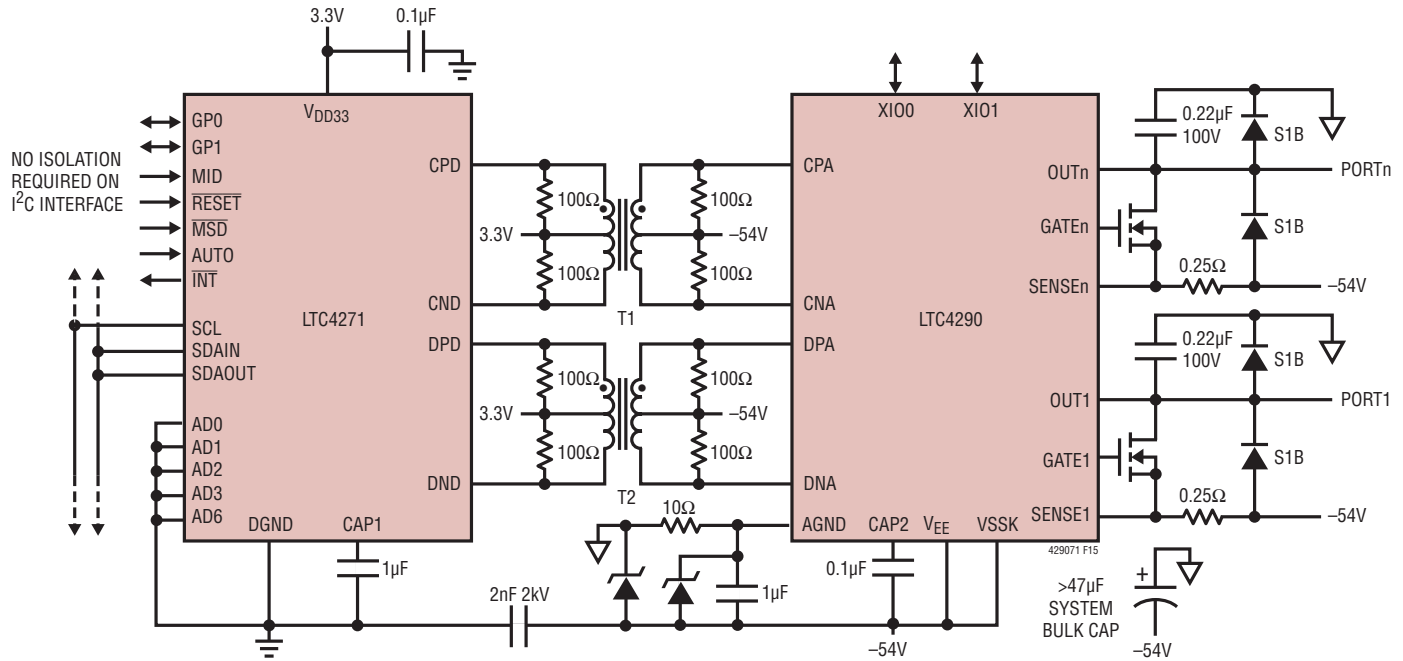 3.3V
0.1µF
VDD33
GP0
GP1
MID
RESET
MSD
AUTO
INT
NO ISOLATION
REQUIRED ON
I2C INTERFACE
SCL
SDAIN
SDAOUT
AD0
AD1
AD2
AD3
AD6
LTC4271
CPD
CND
DPD
DND
DGND
CAP1
1µF
100Ω
100Ω
3.3V
–54V
100Ω
100Ω
T1
100Ω
100Ω
3.3V
–54V
100Ω
100Ω
T2
10Ω
2nF 2kV
1µF
XIO0
XIO1
CPA
CNA
DPA
DNA
LTC4290
AGND
CAP2
VEE
VSSK
0.1µF
–54V
OUTn
GATEn
SENSEn
OUT1
GATE1
SENSE1
429071 F15
0.22µF
100V
S1B
PORTn
S1B
0.25Ω
–54V
0.22µF
100V
S1B
PORT1
S1B
0.25Ω
–54V
>47µF
SYSTEM
BULK CAP
+
–54V